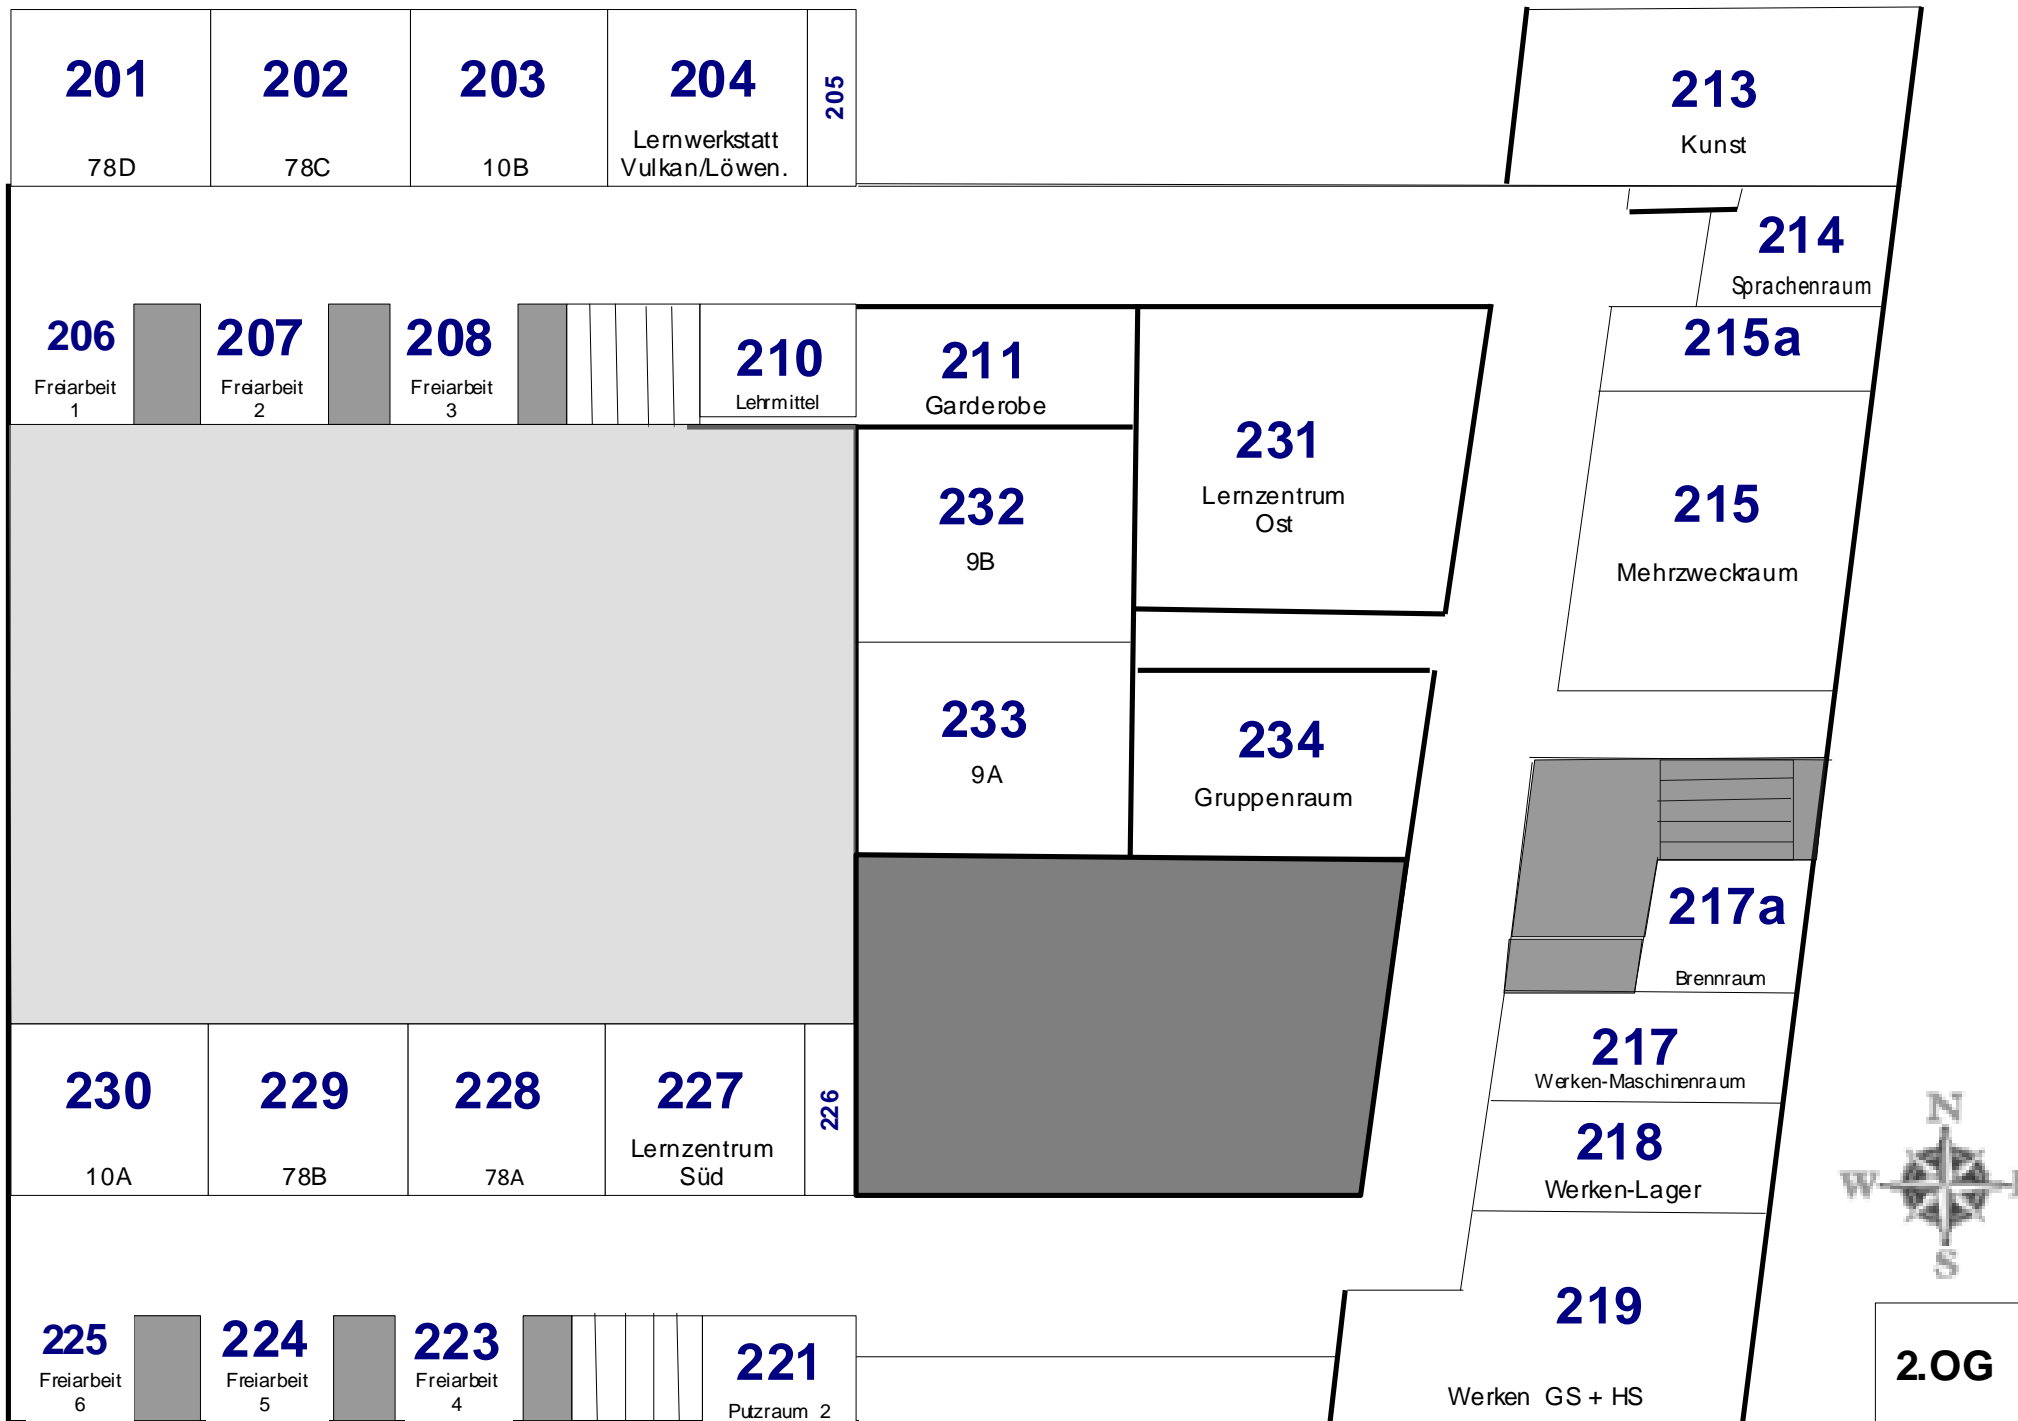 201
78D
202
78C
203
10B
204
Lernwerkstatt
Vulkan/Löwen.
205
213
Kunst
214
Sprachenraum
206
Freiarbeit
1
207
Freiarbeit
2
208
Freiarbeit
3
210
Lehrmittel
211
Garderobe
231
Lernzentrum
Ost
215a
215
Mehrzweckraum
232
9B
233
9A
234
Gruppenraum
217a
Brennraum
217
Werken-Maschinenraum
218
Werken-Lager
219
Werken GS + HS
230
10A
229
78B
228
78A
227
Lernzentrum
Süd
226
225
Freiarbeit
6
224
Freiarbeit
5
223
Freiarbeit
4
221
Putzraum 2
N
W
S
2.OG